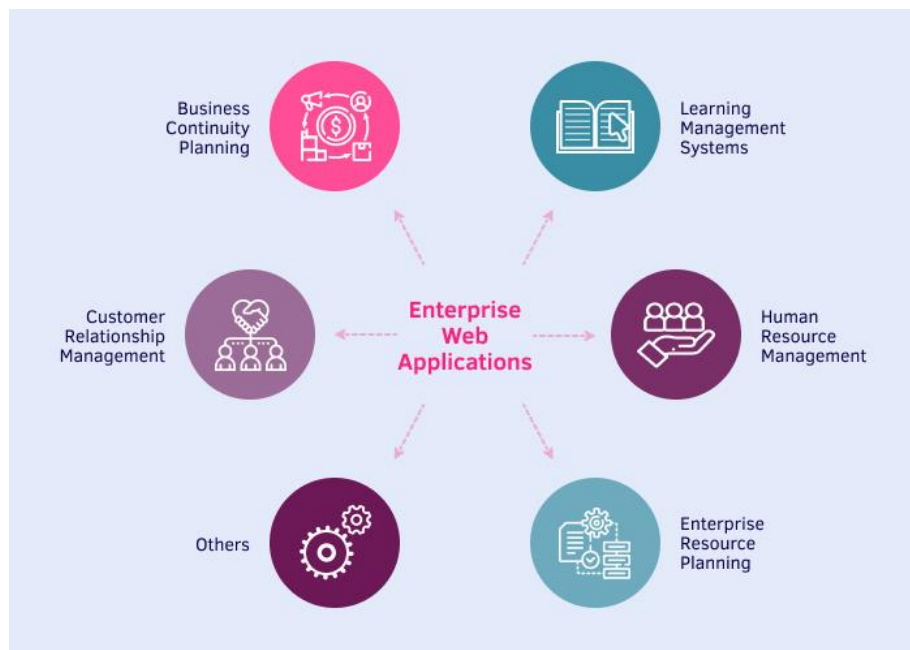 Business
Continuity
Planning
Learning
Management
Systems
Customer
Relationship
Management
Enterprise
Web
Applications
Human
Resource
Management
Others
Enterprise
Resource
Planning
$